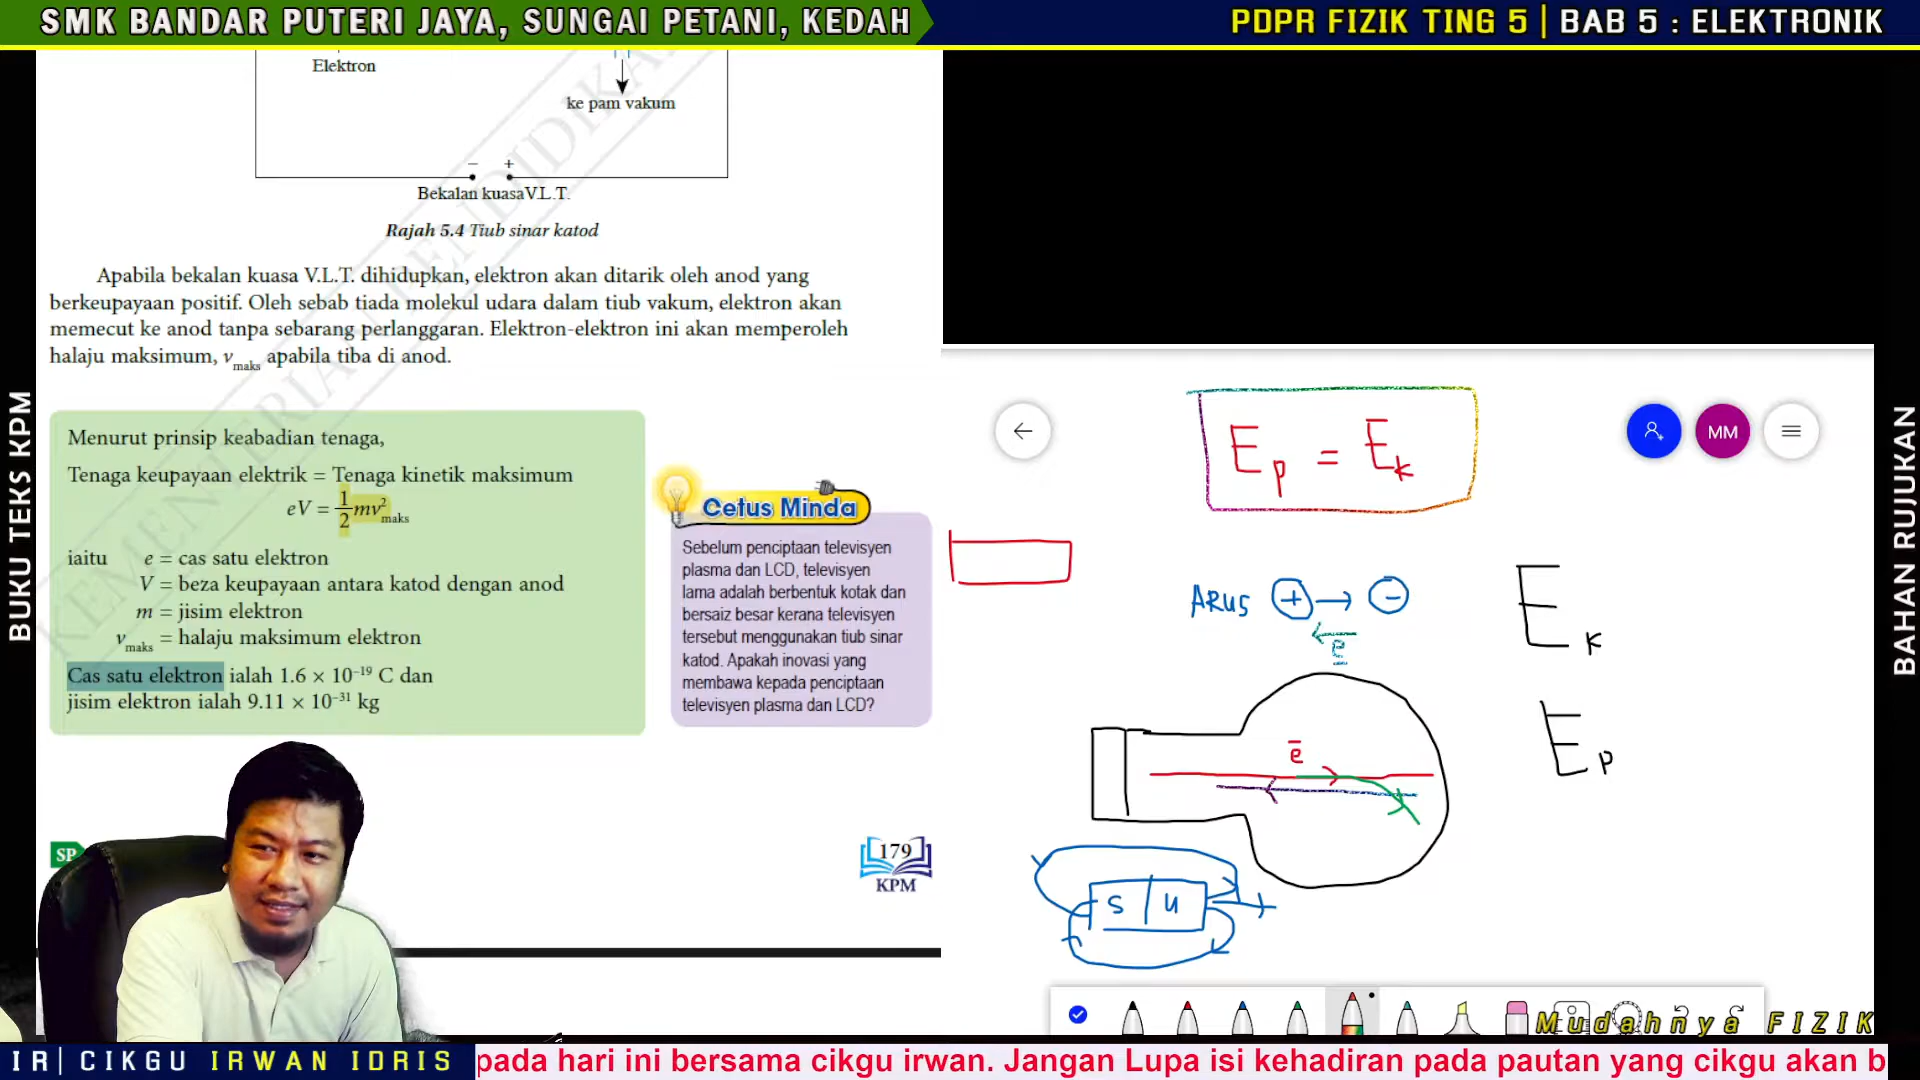 SMK BANDAR PUTERI JAYA, SUNGAI PETANI, KEDAH
PDPR FIZIK TING 5 | BAB 5 : ELEKTRONIK
BUKU TEKS KPM
Elektron
ke pam vakum
− +
Bekalan kuasa V.L.T.
Rajah 5.4 Tiub sinar katod
Apabila bekalan kuasa V.L.T. dihidupkan, elektron akan ditarik oleh anod yang
berkeupayaan positif. Oleh sebab tiada molekul udara dalam tiub vakum, elektron akan
memecut ke anod tanpa sebarang perlanggaran. Elektron-elektron ini akan memperoleh
halaju maksimum, v maks apabila tiba di anod.
Menurut prinsip keabadian tenaga,
Tenaga keupayaan elektrik = Tenaga kinetik maksimum
eV = 1/2 mv² maks
iaitu e = cas satu elektron
V = beza keupayaan antara katod dengan anod
m = jisim elektron
v maks = halaju maksimum elektron
Cas satu elektron ialah 1.6 × 10⁻¹⁹ C dan
jisim elektron ialah 9.11 × 10⁻³¹ kg
Cetus Minda
Sebelum penciptaan televisyen
plasma dan LCD, televisyen
lama adalah berbentuk kotak dan
bersaiz besar kerana televisyen
tersebut menggunakan tiub sinar
katod. Apakah inovasi yang
membawa kepada penciptaan
televisyen plasma dan LCD?
SP
179
KPM
KEMENTERIAN PENDIDIKA
Ep = Ek
MM
ARUS + → −
e
Ek
Ep
e
S U
BAHAN RUJUKAN
Mudahnya FIZIK
IR| CIKGU IRWAN IDRIS
pada hari ini bersama cikgu irwan. Jangan Lupa isi kehadiran pada pautan yang cikgu akan b